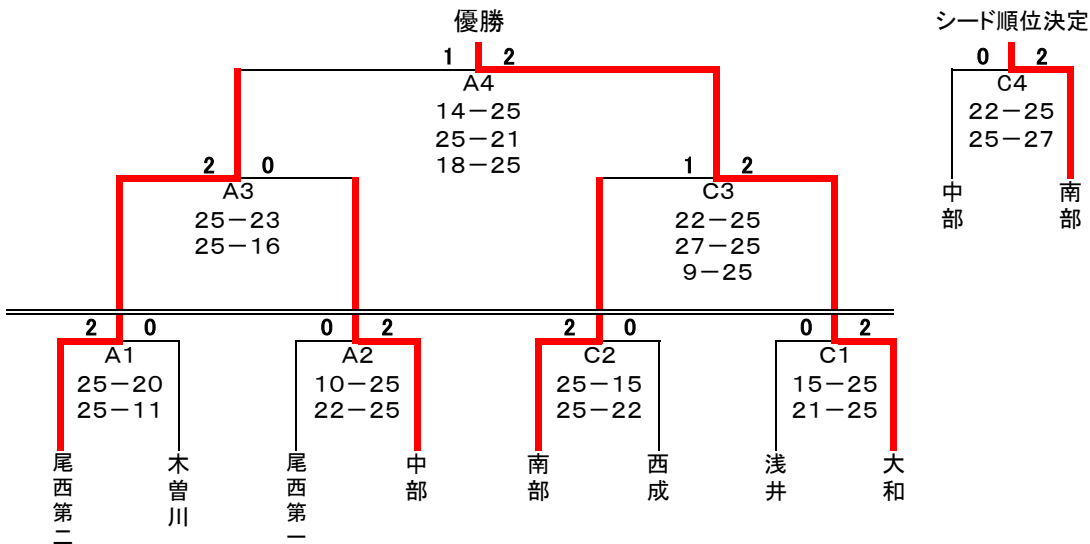 優勝
シード順位決定
1 2
A4
14－25
25－21
18－25
0 2
C4
22－25
25－27
中部
南部
2 0
A3
25－23
25－16
1 2
C3
22－25
27－25
9－25
2 0
A1
25－20
25－11
0 2
A2
10－25
22－25
2 0
C2
25－15
25－22
0 2
C1
15－25
21－25
尾西第二
木曽川
尾西第一
中部
南部
西成
浅井
大和